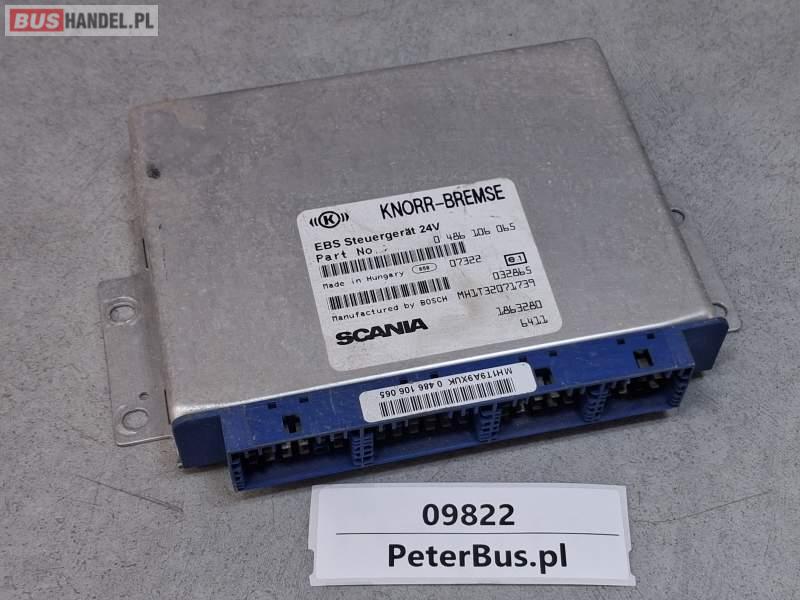 BUSHANDEL.PL
K KNORR-BREMSE
EBS Steuergerät 24V
Part No.: 0 486 106 065
Made in Hungary 07322 e1
032865
Manufactured by BOSCH MH1T32071739
SCANIA 1863280
6411
MH1T9A9XUK 0 486 106 065
09822
PeterBus.pl